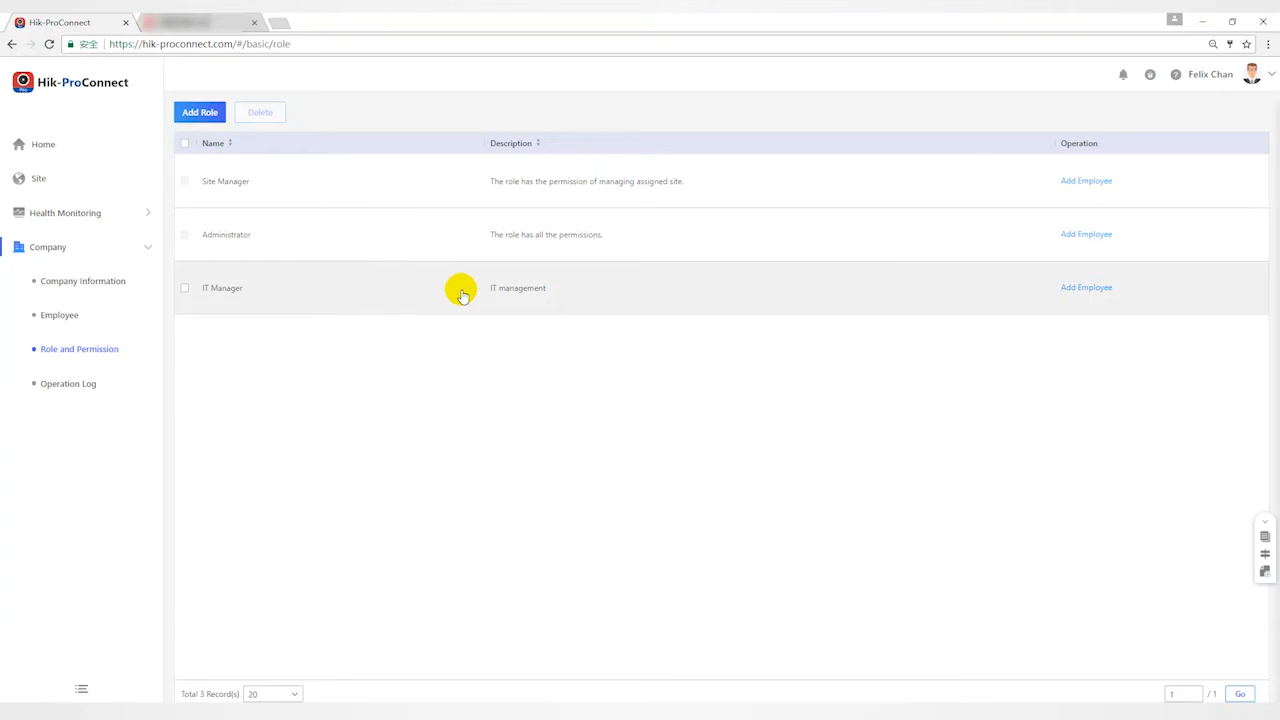 Hik-ProConnect
安全 https://hik-proconnect.com/#/basic/role
Hik-ProConnect
Felix Chan
Home
Site
Health Monitoring
Company
Company Information
Employee
Role and Permission
Operation Log
Add Role Delete
Name Description Operation
Site Manager The role has the permission of managing assigned site. Add Employee
Administrator The role has all the permissions. Add Employee
IT Manager IT management Add Employee
Total 3 Record(s) 20 1 / 1 Go